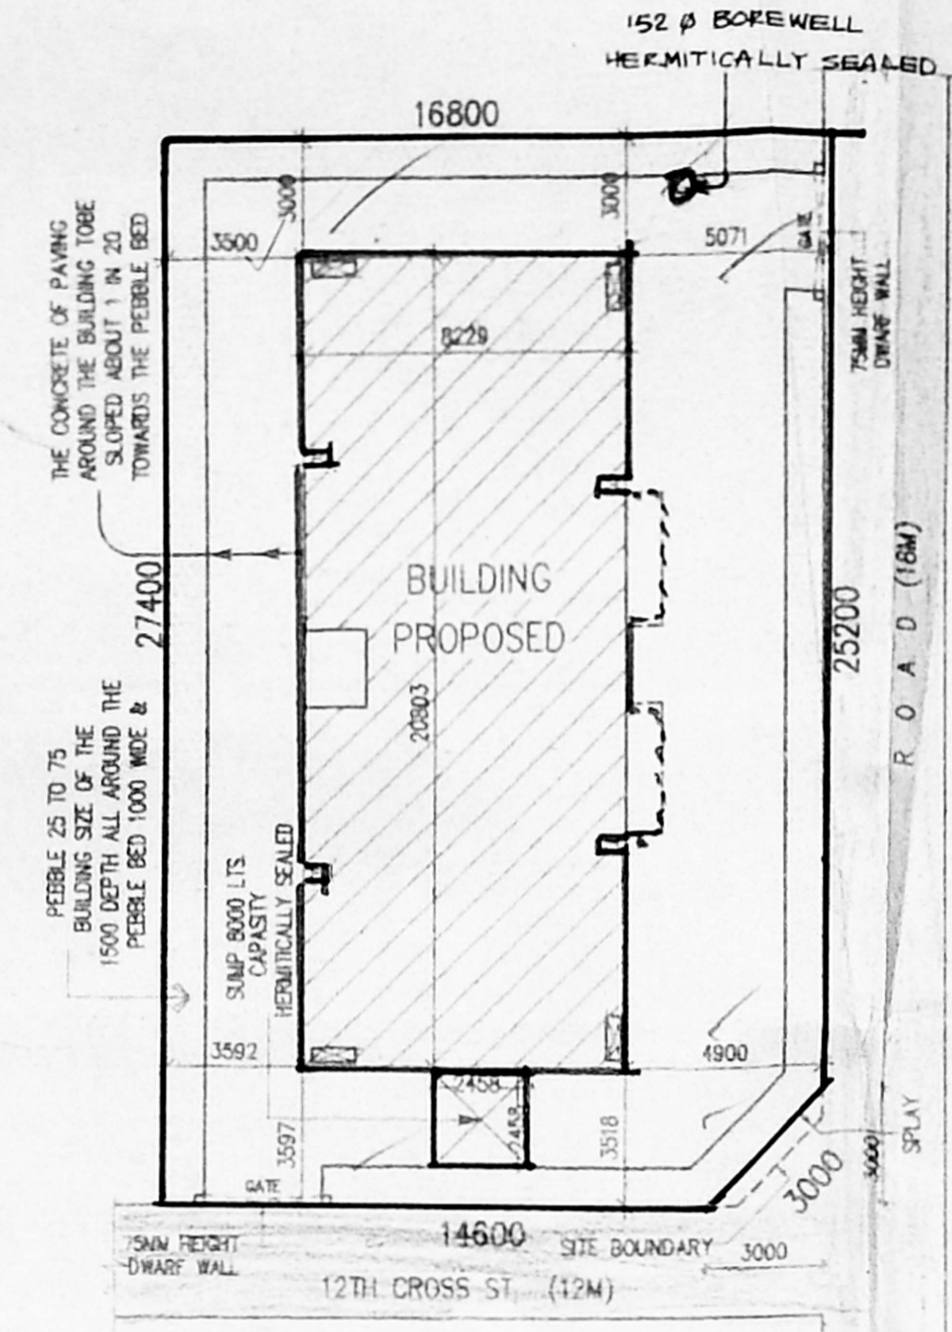 152 ø BOREWELL
HERMITICALLY SEALED
16800
3000
3000
3500
5071
GATE
THE CONCRETE OF PAVING
AROUND THE BUILDING TOBE
SLOPED ABOUT 1 IN 20
TOWARDS THE PEBBLE BED
75MM HEIGHT
DWARF WALL
8229
27400
BUILDING
PROPOSED
20803
25200
ROAD (18M)
PEBBLE 25 TO 75
BUILDING SIZE OF THE
1500 DEPTH ALL AROUND THE
PEBBLE BED 1000 WIDE &
SUMP 8000 LTS.
CAPASITY
HERMITICALLY SEALED
3592
4900
2458
2458
3597
3518
SPLAY
3000
3000
GATE
14600
75MM HEIGHT
DWARF WALL
SITE BOUNDARY
3000
12TH CROSS ST. (12M)